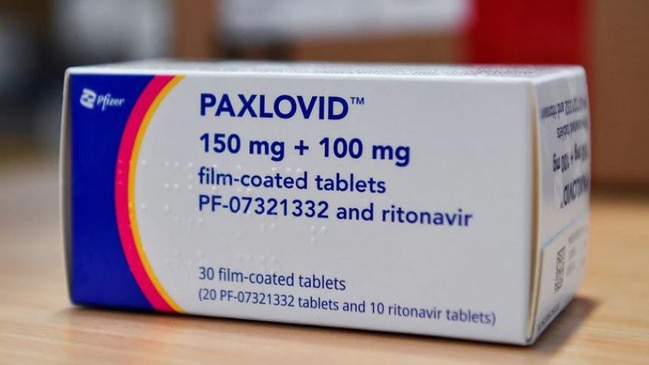 Pfizer
PAXLOVID™
150 mg + 100 mg
film-coated tablets
PF-07321332 and ritonavir
30 film-coated tablets
(20 PF-07321332 tablets and 10 ritonavir tablets)
PAXLOVID